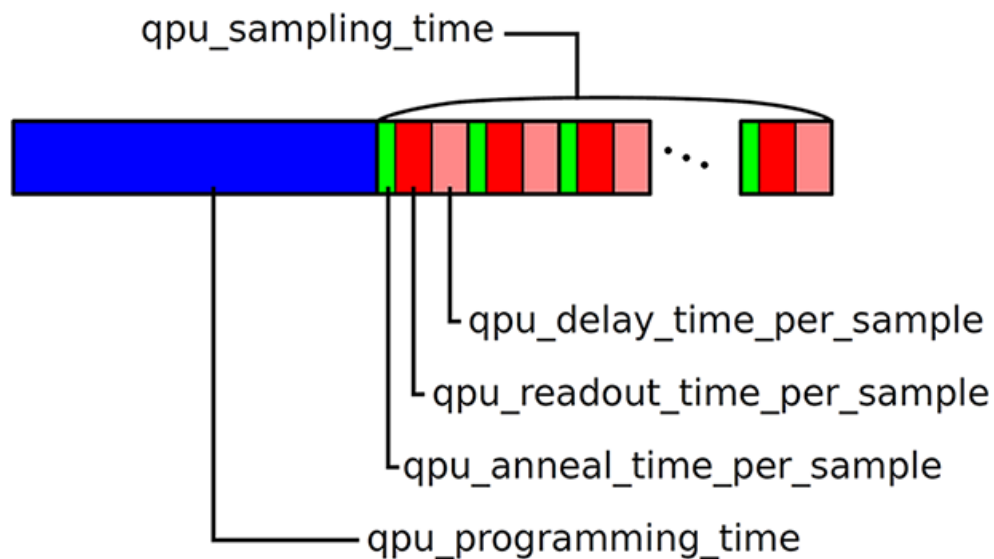 qpu_sampling_time
qpu_delay_time_per_sample
qpu_readout_time_per_sample
qpu_anneal_time_per_sample
qpu_programming_time